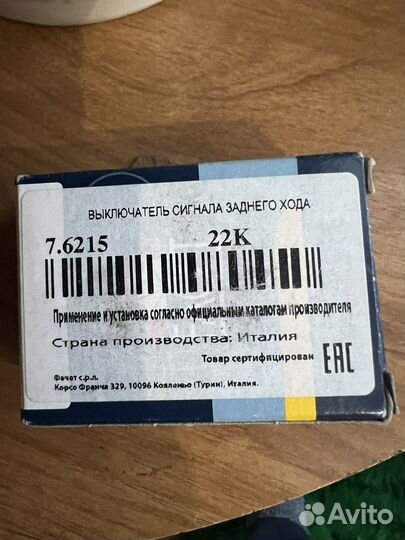 ВЫКЛЮЧАТЕЛЬ СИГНАЛА ЗАДНЕГО ХОДА
7.6215 22K
Применение и установка согласно официальным каталогам производителя
Страна производства: Италия
Товар сертифицирован EAC
Фачет с.р.л.
Корсо Франча 329, 10096 Кояленьо (Турин), Италия.
Avito